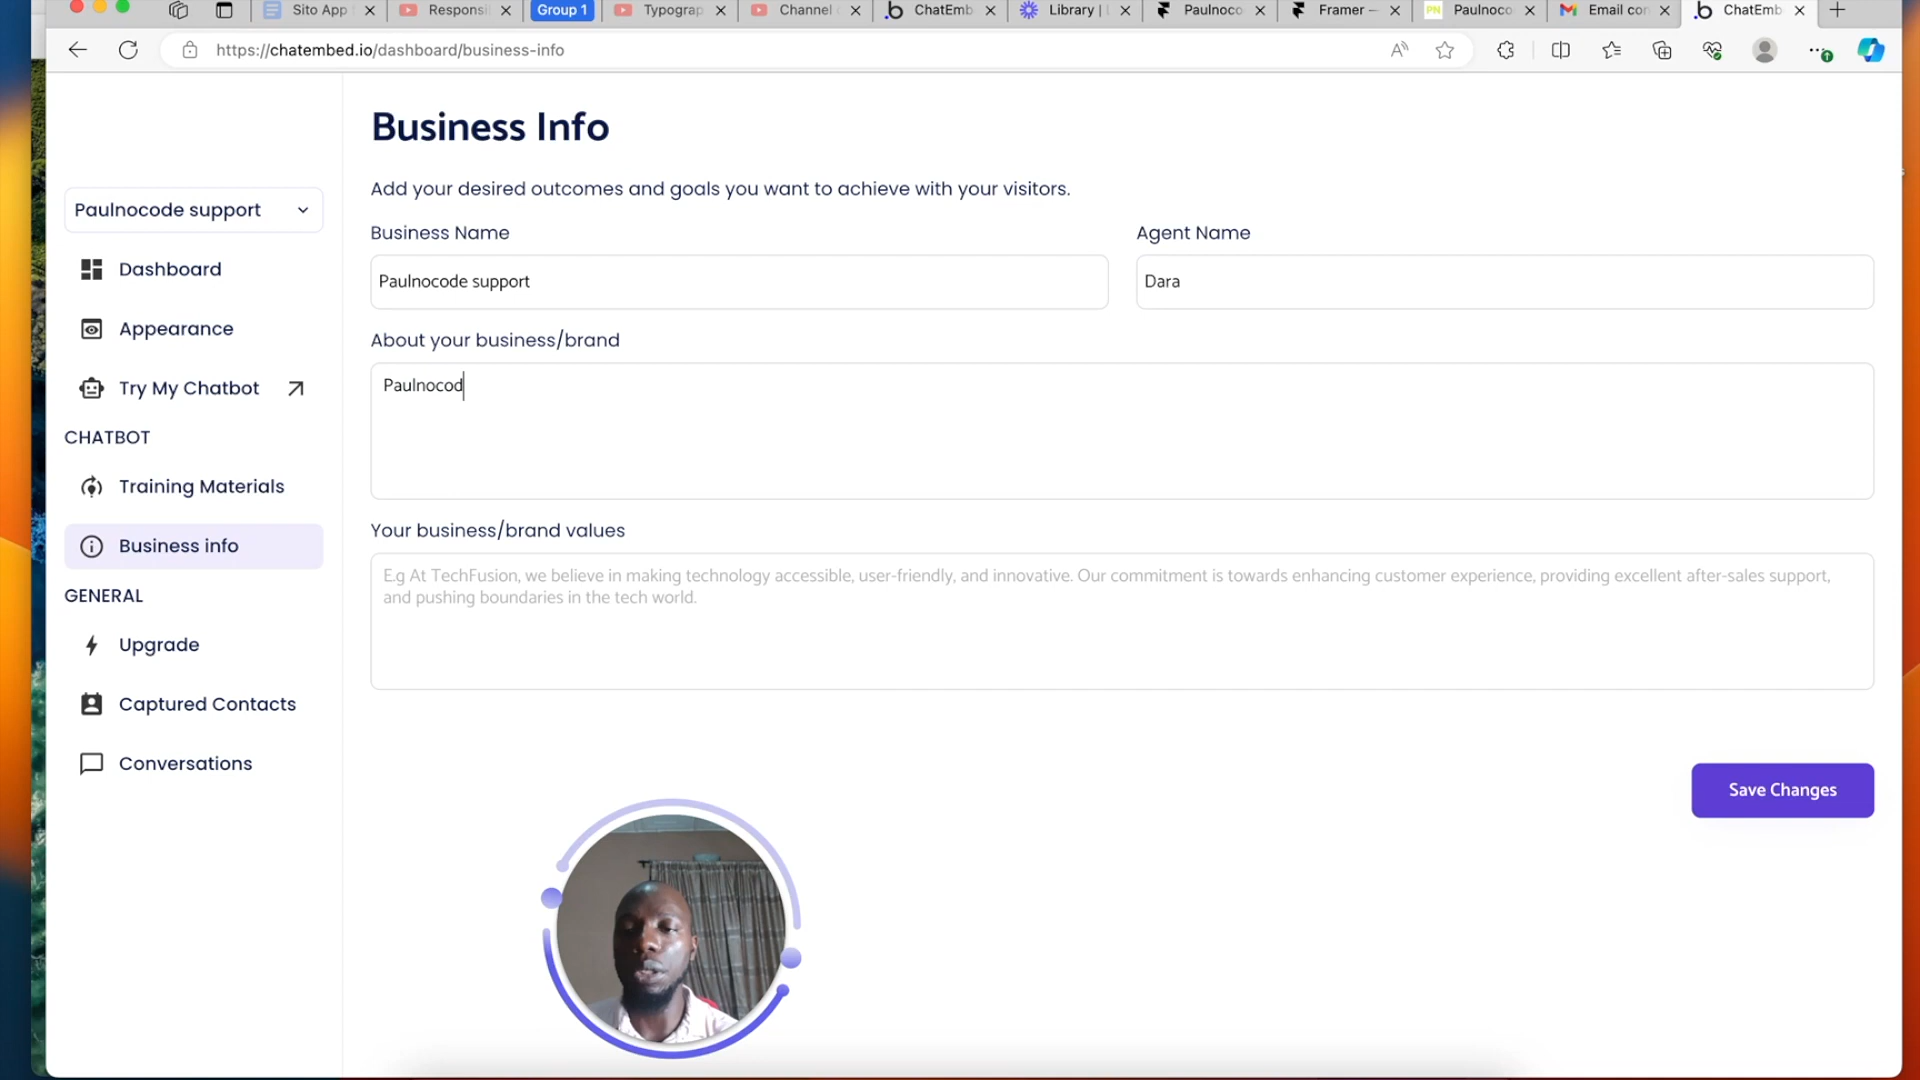 Sito App
Responsi
Group 1
Typograp
Channel
ChatEmb
Library |
Paulnoco
Framer –
Paulnoco
Email con
ChatEmb
https://chatembed.io/dashboard/business-info
Business Info
Add your desired outcomes and goals you want to achieve with your visitors.
Paulnocode support
Business Name
Agent Name
Paulnocode support
Dara
Dashboard
Appearance
Try My Chatbot
CHATBOT
Training Materials
Business info
GENERAL
Upgrade
Captured Contacts
Conversations
About your business/brand
Paulnocod
Your business/brand values
E.g At TechFusion, we believe in making technology accessible, user-friendly, and innovative. Our commitment is towards enhancing customer experience, providing excellent after-sales support,
and pushing boundaries in the tech world.
Save Changes